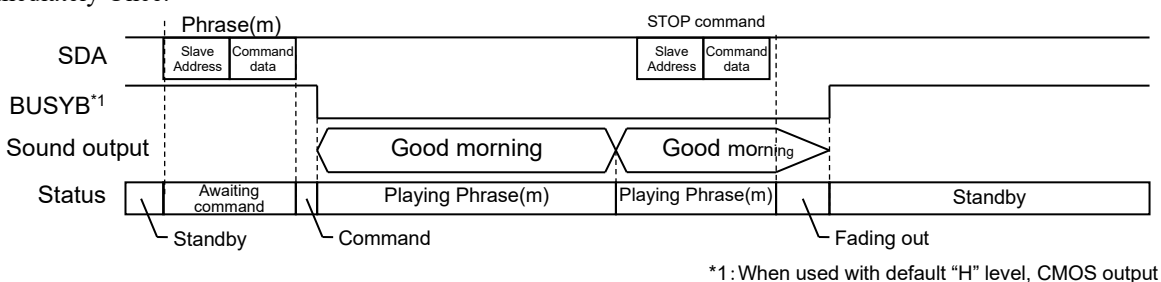 Phrase(m)
STOP command
SDA
Slave Address
Command data
Slave Address
Command data
BUSYB*1
Sound output
Good morning
Good morning
Status
Awaiting command
Playing Phrase(m)
Playing Phrase(m)
Standby
Standby
Command
Fading out
*1:When used with default “H” level, CMOS output